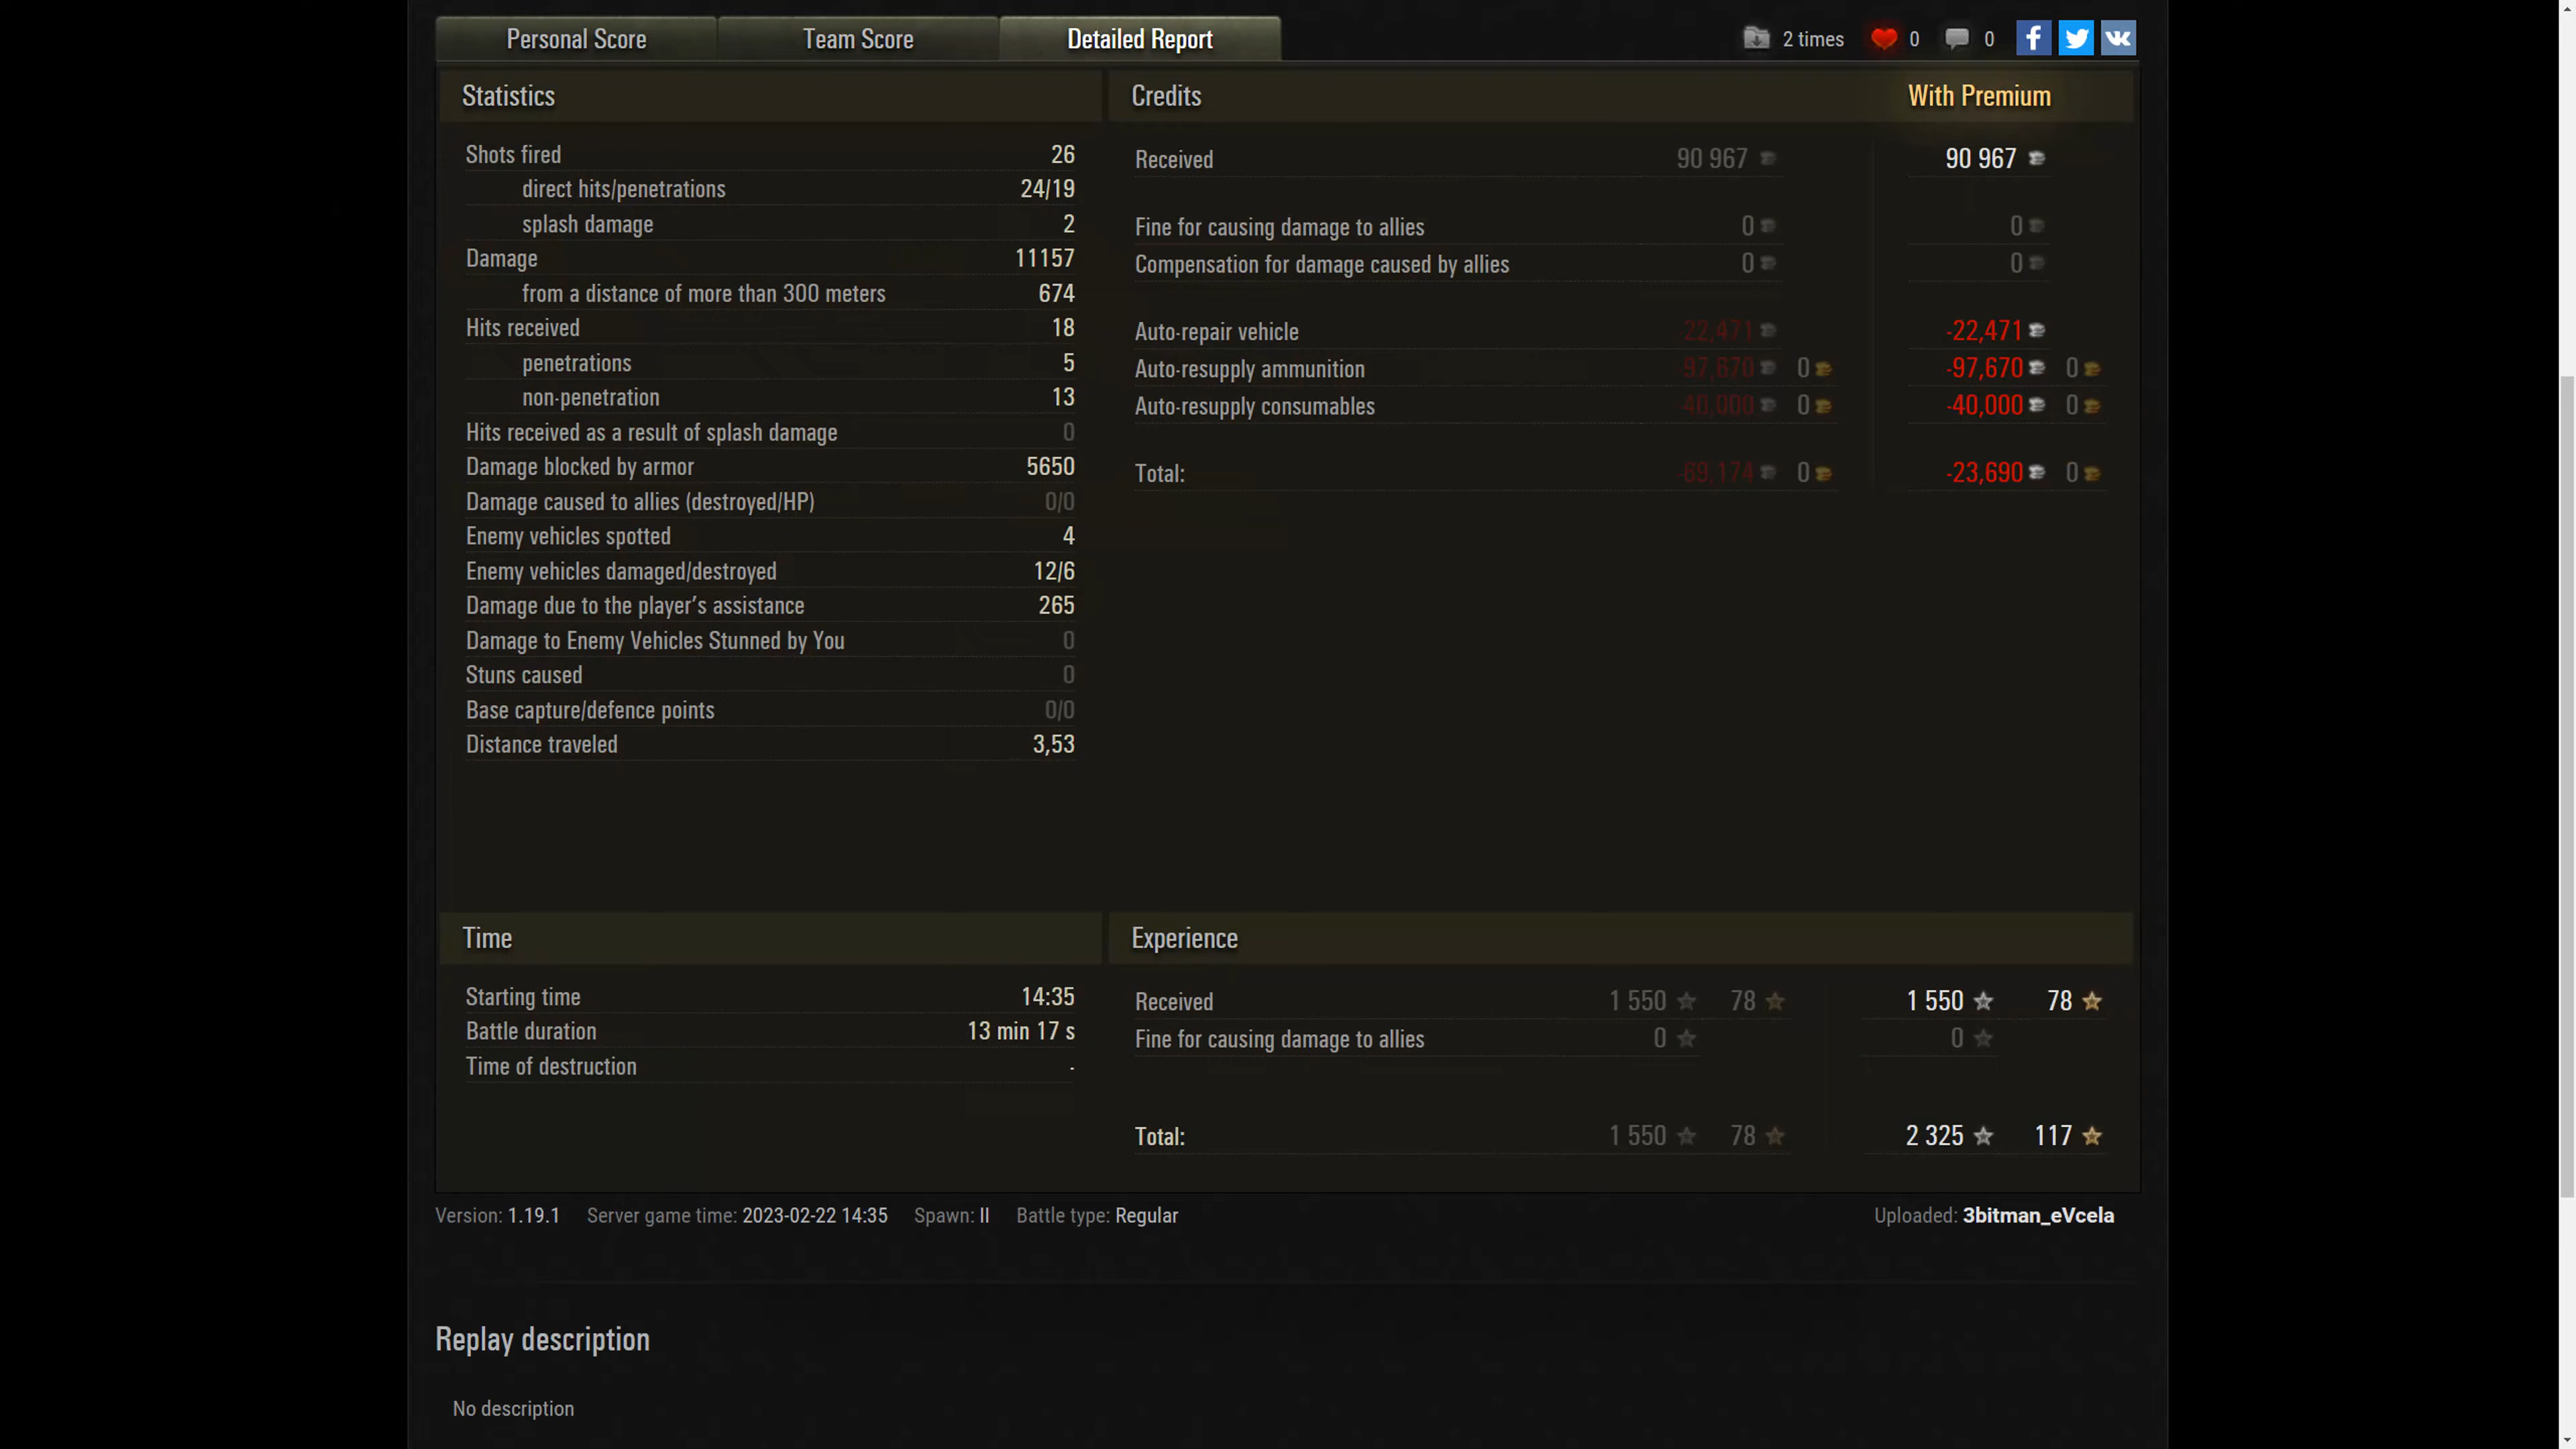 Personal Score Team Score Detailed Report 2 times 0 0
Statistics
Shots fired 26
direct hits/penetrations 24/19
splash damage 2
Damage 11157
from a distance of more than 300 meters 674
Hits received 18
penetrations 5
non-penetration 13
Hits received as a result of splash damage 0
Damage blocked by armor 5650
Damage caused to allies (destroyed/HP) 0/0
Enemy vehicles spotted 4
Enemy vehicles damaged/destroyed 12/6
Damage due to the player's assistance 265
Damage to Enemy Vehicles Stunned by You 0
Stuns caused 0
Base capture/defence points 0/0
Distance traveled 3,53
Credits With Premium
Received 90 967 90 967
Fine for causing damage to allies 0 0
Compensation for damage caused by allies 0 0
Auto-repair vehicle -22,471 -22,471
Auto-resupply ammunition -97,670 0 -97,670 0
Auto-resupply consumables -40,000 0 -40,000 0
Total: -69,174 0 -23,690 0
Time
Starting time 14:35
Battle duration 13 min 17 s
Time of destruction -
Experience
Received 1 550 78 1 550 78
Fine for causing damage to allies 0 0
Total: 1 550 78 2 325 117
Version: 1.19.1 Server game time: 2023-02-22 14:35 Spawn: II Battle type: Regular Uploaded: 3bitman_eVcela
Replay description
No description